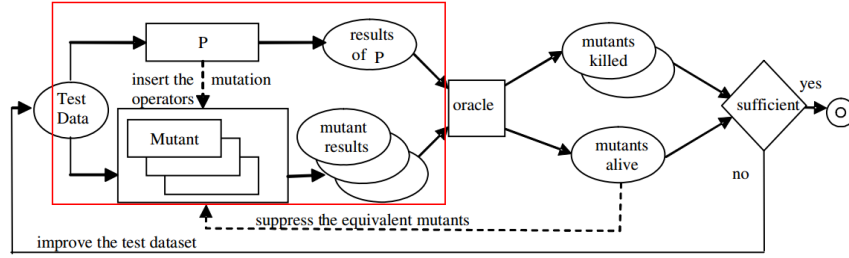 P
results
of P
insert the mutation
operators
Test
Data
Mutant
mutant
results
oracle
mutants
killed
mutants
alive
sufficient
yes
no
suppress the equivalent mutants
improve the test dataset